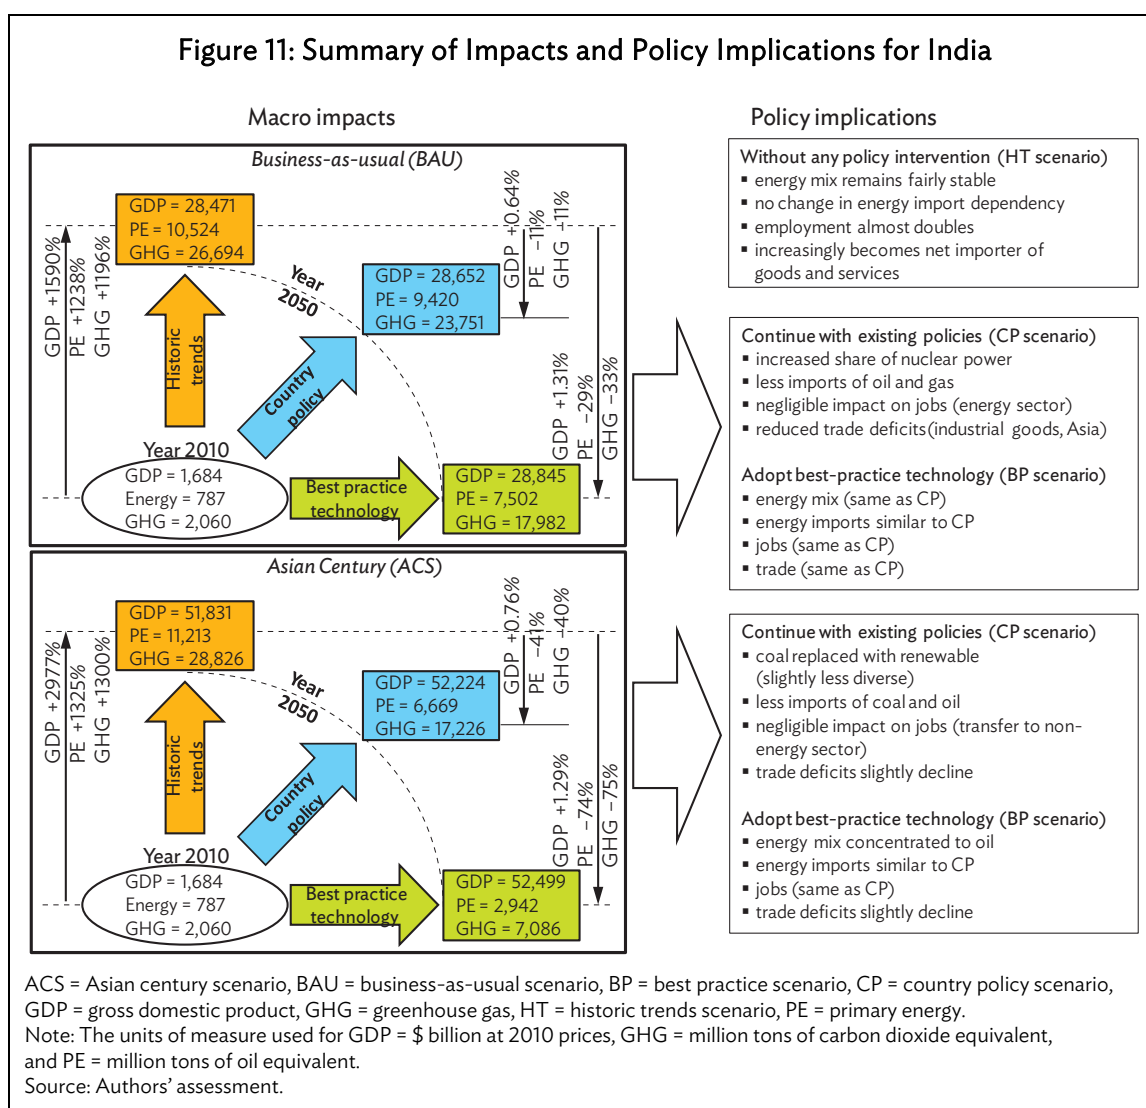 Figure 11: Summary of Impacts and Policy Implications for India
Macro impacts
Business-as-usual (BAU)
GDP = 28,471
PE = 10,524
GHG = 26,694
GDP +1590%
PE +1238%
GHG +1196%
Historic
trends
Year
2050
Country
policy
GDP = 28,652
PE = 9,420
GHG = 23,751
GDP +0.64%
PE –11%
GHG –11%
GDP +1.31%
PE –29%
GHG –33%
Year 2010
GDP = 1,684
Energy = 787
GHG = 2,060
Best practice
technology
GDP = 28,845
PE = 7,502
GHG = 17,982
Asian Century (ACS)
GDP = 51,831
PE = 11,213
GHG = 28,826
GDP +2977%
PE +1325%
GHG +1300%
Historic
trends
Year
2050
Country
policy
GDP = 52,224
PE = 6,669
GHG = 17,226
GDP +0.76%
PE –41%
GHG –40%
GDP +1.29%
PE –74%
GHG –75%
Year 2010
GDP = 1,684
Energy = 787
GHG = 2,060
Best practice
technology
GDP = 52,499
PE = 2,942
GHG = 7,086
Policy implications
Without any policy intervention (HT scenario)
▪ energy mix remains fairly stable
▪ no change in energy import dependency
▪ employment almost doubles
▪ increasingly becomes net importer of
goods and services
Continue with existing policies (CP scenario)
▪ increased share of nuclear power
▪ less imports of oil and gas
▪ negligible impact on jobs (energy sector)
▪ reduced trade deficits(industrial goods, Asia)
Adopt best-practice technology (BP scenario)
▪ energy mix (same as CP)
▪ energy imports similar to CP
▪ jobs (same as CP)
▪ trade (same as CP)
Continue with existing policies (CP scenario)
▪ coal replaced with renewable
(slightly less diverse)
▪ less imports of coal and oil
▪ negligible impact on jobs (transfer to non-
energy sector)
▪ trade deficits slightly decline
Adopt best-practice technology (BP scenario)
▪ energy mix concentrated to oil
▪ energy imports similar to CP
▪ jobs (same as CP)
▪ trade deficits slightly decline
ACS = Asian century scenario, BAU = business-as-usual scenario, BP = best practice scenario, CP = country policy scenario,
GDP = gross domestic product, GHG = greenhouse gas, HT = historic trends scenario, PE = primary energy.
Note: The units of measure used for GDP = $ billion at 2010 prices, GHG = million tons of carbon dioxide equivalent,
and PE = million tons of oil equivalent.
Source: Authors’ assessment.